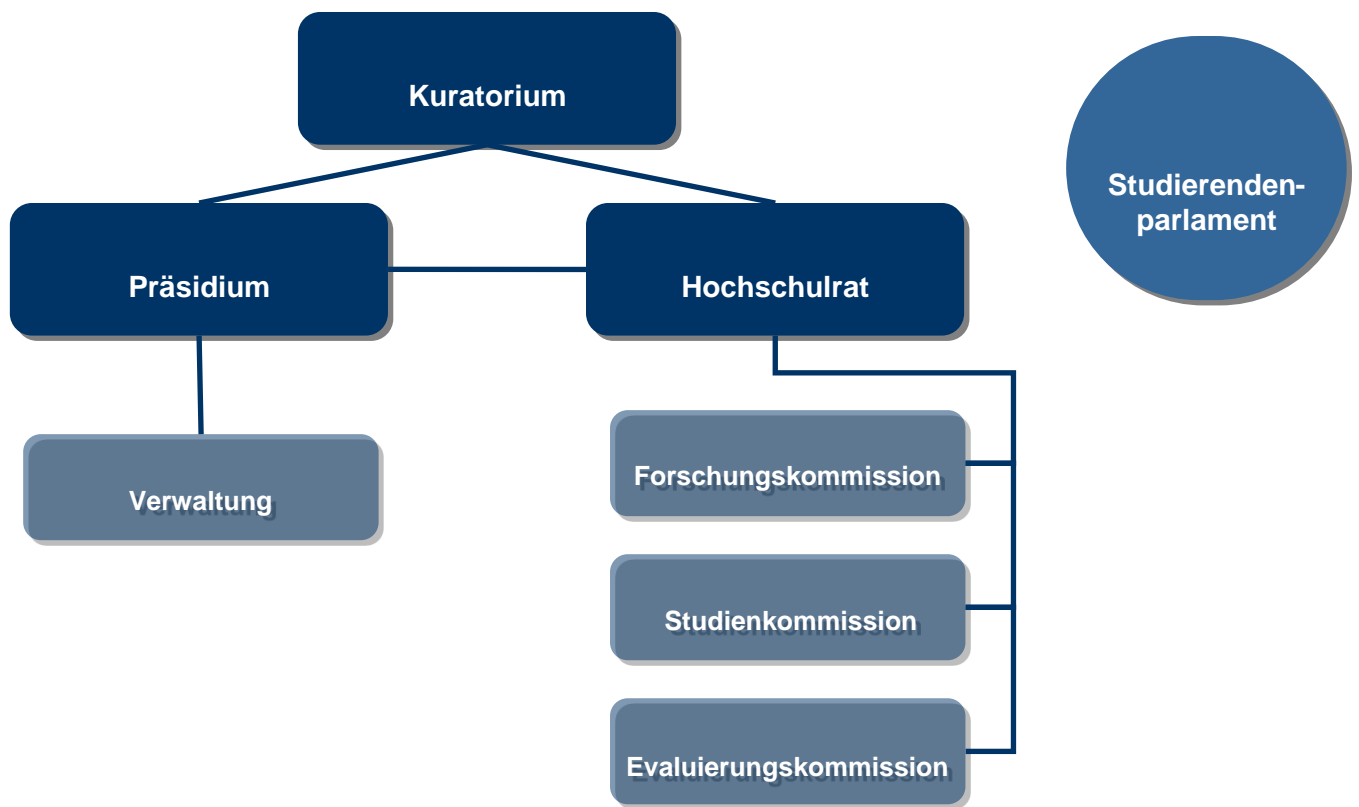 Kuratorium
Studierenden-
parlament
Präsidium
Hochschulrat
Forschungskommission
Verwaltung
Studienkommission
Evaluierungskommission